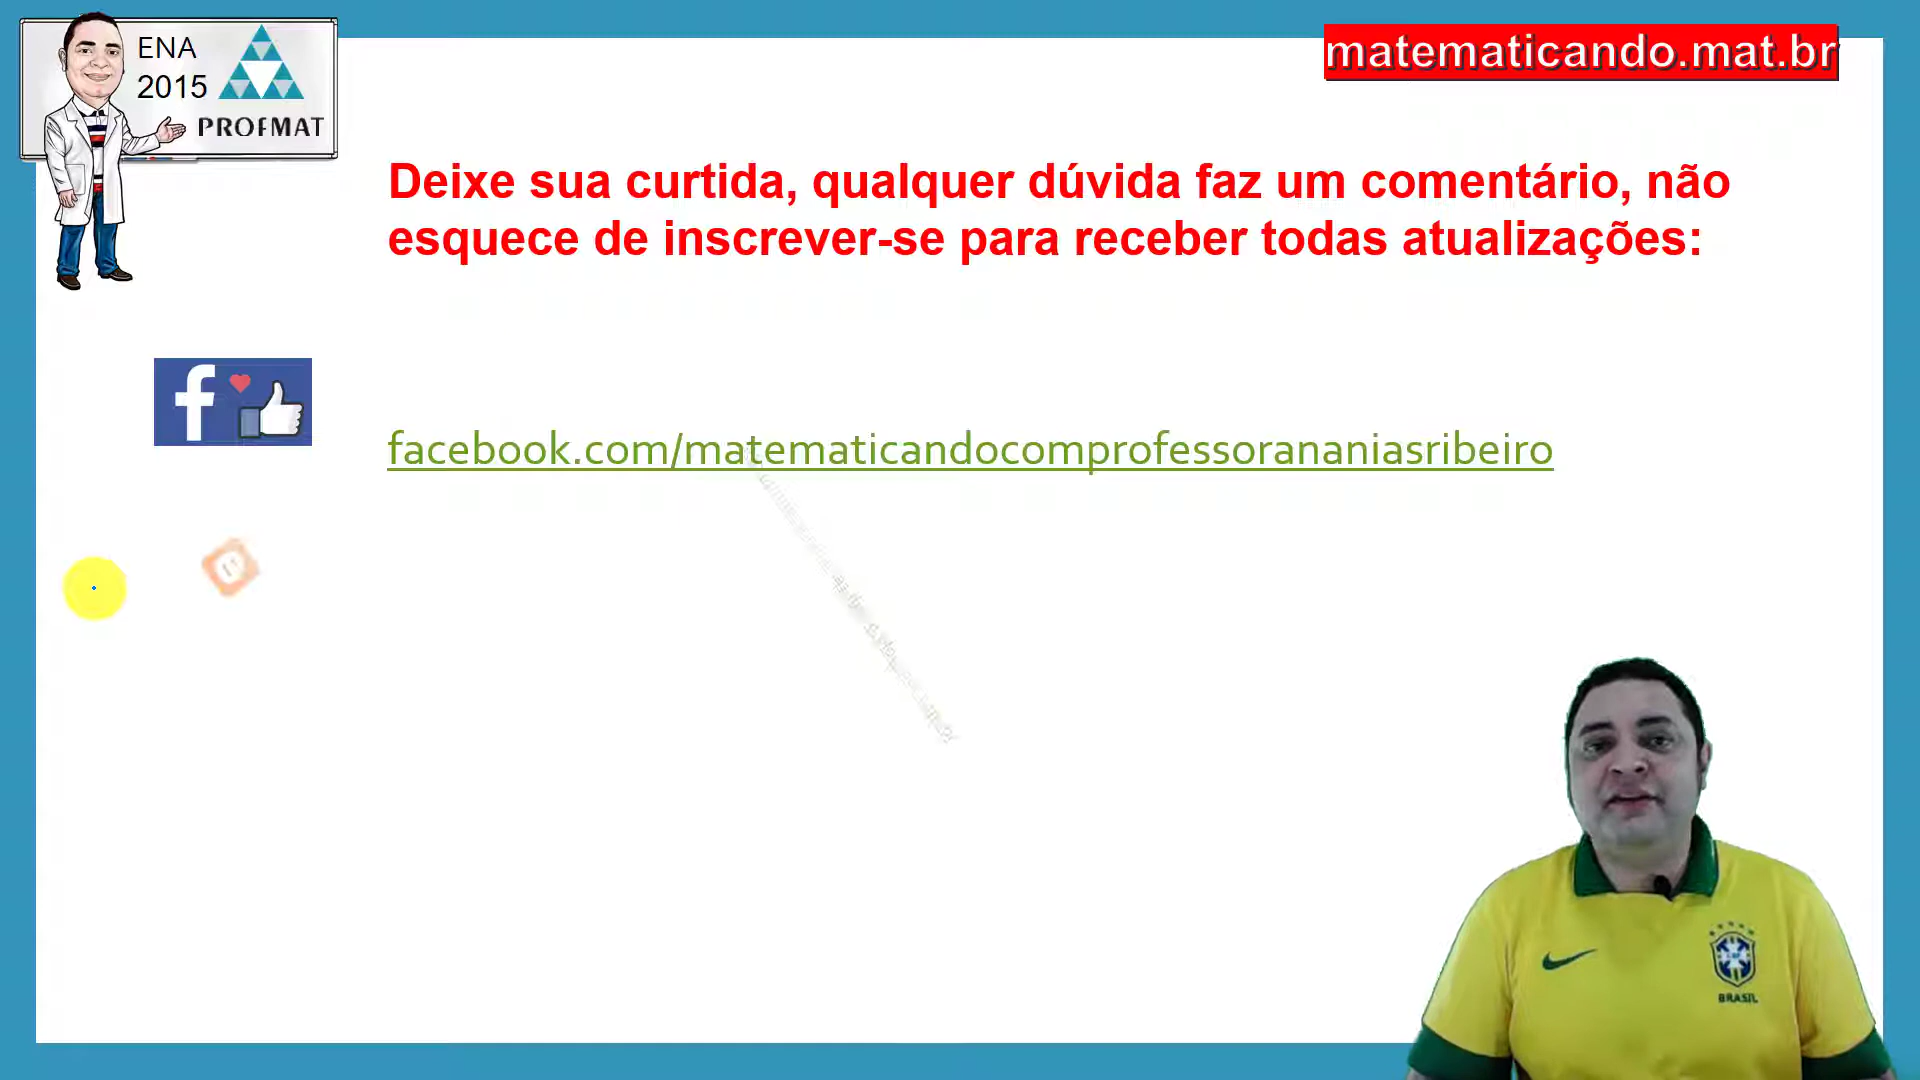 ENA
2015
PROFMAT
matematicando.mat.br
Deixe sua curtida, qualquer dúvida faz um comentário, não
esquece de inscrever-se para receber todas atualizações:
f
facebook.com/matematicandocomprofessorananiasribeiro
BRASIL